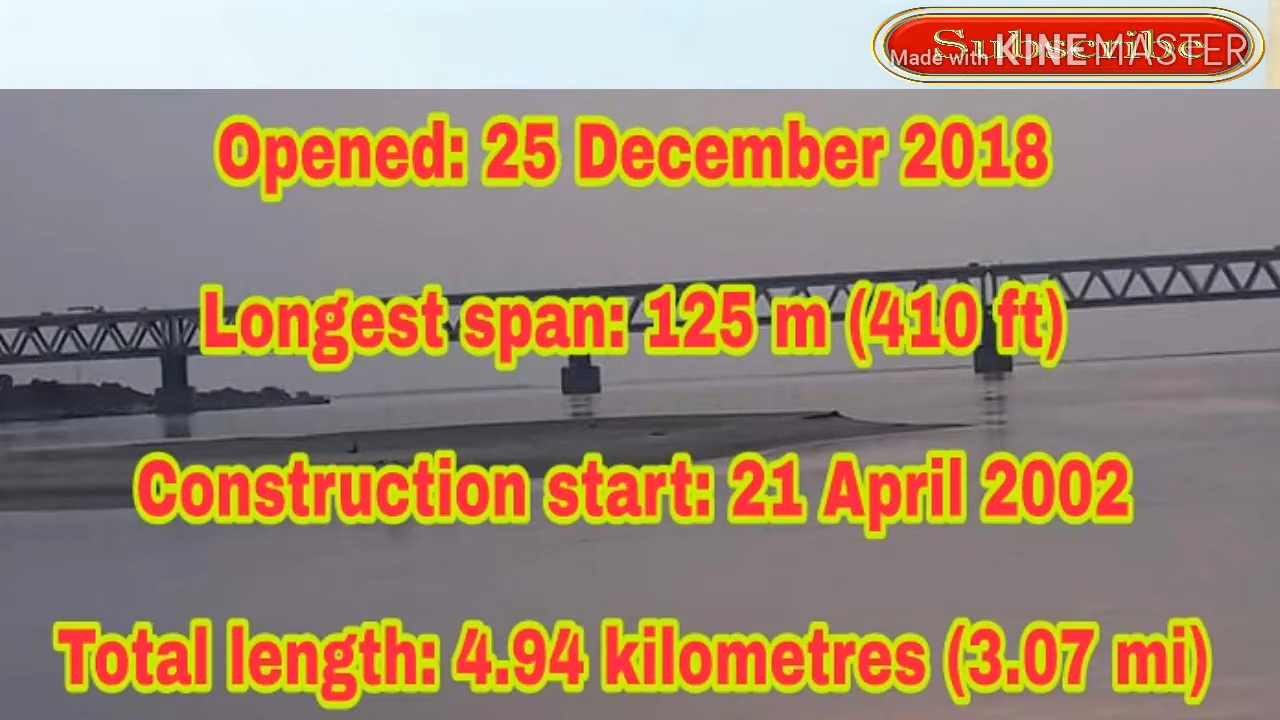 Subscribe
Made with KINEMASTER
Opened: 25 December 2018
Longest span: 125 m (410 ft)
Construction start: 21 April 2002
Total length: 4.94 kilometres (3.07 mi)